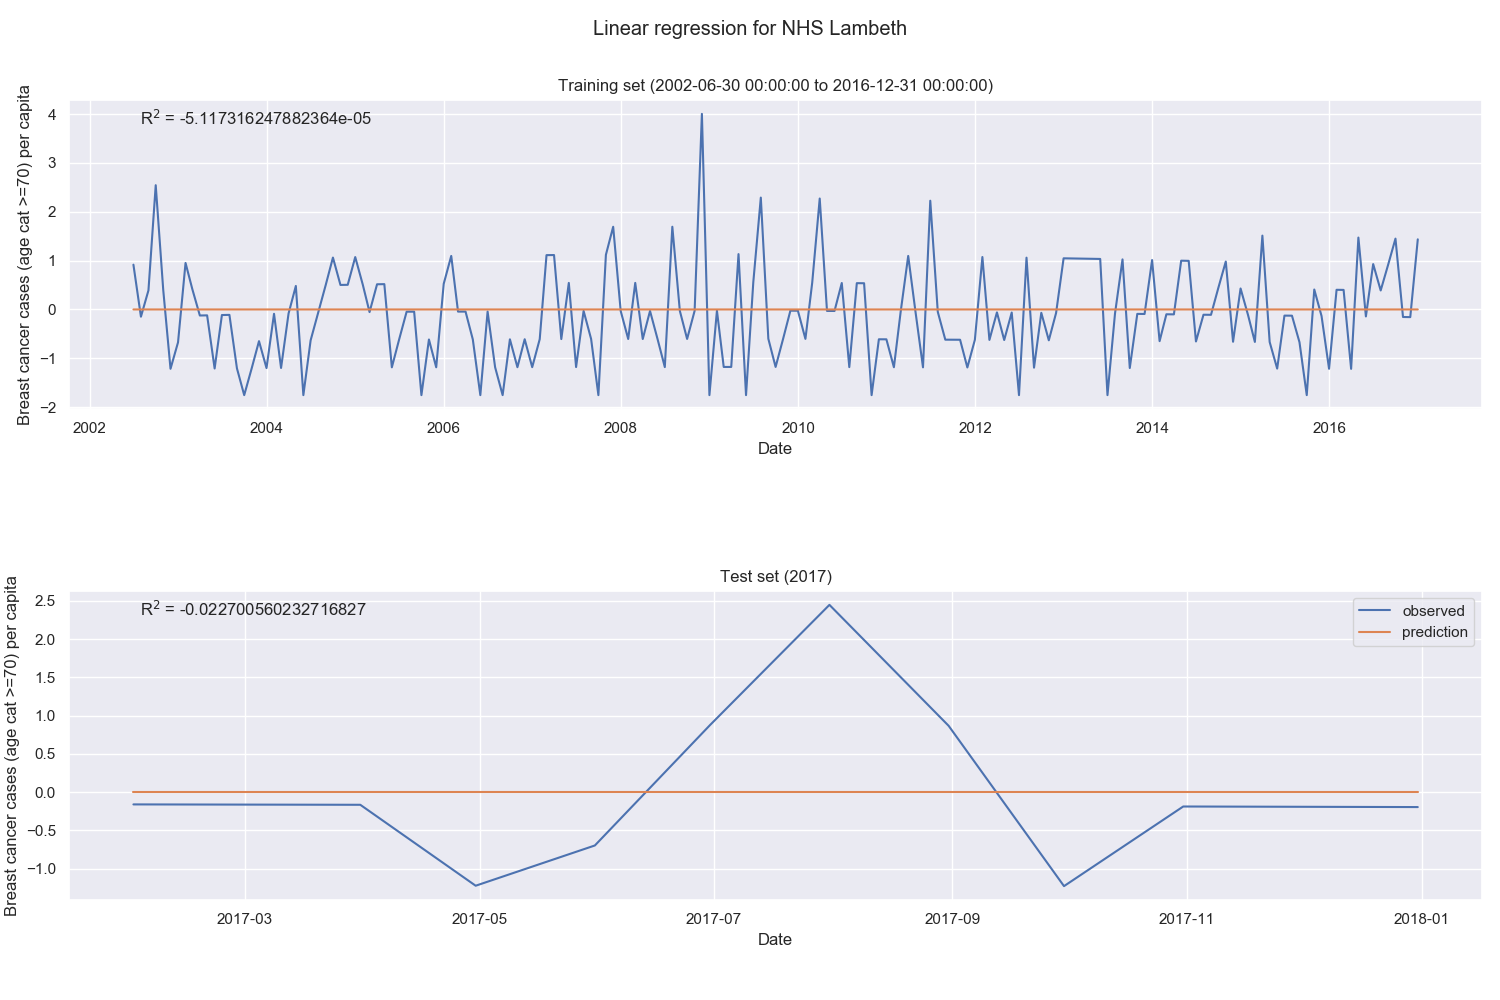 Linear regression for NHS Lambeth
Training set (2002-06-30 00:00:00 to 2016-12-31 00:00:00)
Breast cancer cases (age cat >=70) per capita
R² = -5.117316247882364e-05
4
3
2
1
0
−1
−2
2002 2004 2006 2008 2010 2012 2014 2016
Date
Test set (2017)
Breast cancer cases (age cat >=70) per capita
R² = -0.022700560232716827
observed
prediction
2.5
2.0
1.5
1.0
0.5
0.0
−0.5
−1.0
2017-03 2017-05 2017-07 2017-09 2017-11 2018-01
Date